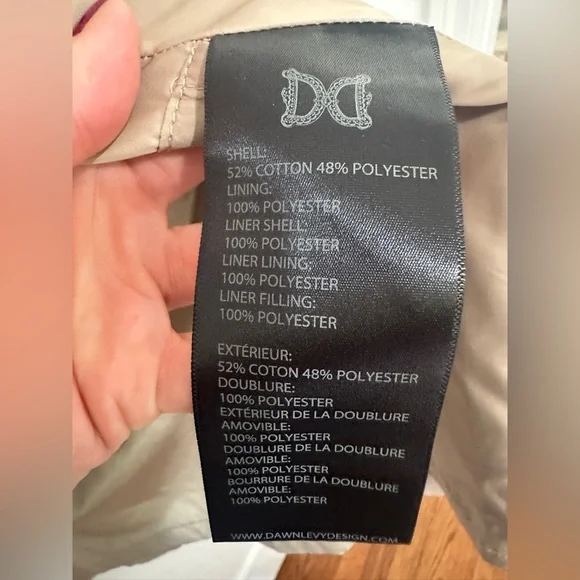 SHELL:
52% COTTON 48% POLYESTER
LINING:
100% POLYESTER
LINER SHELL:
100% POLYESTER
LINER LINING:
100% POLYESTER
LINER FILLING:
100% POLYESTER
EXTÉRIEUR:
52% COTON 48% POLYESTER
DOUBLURE:
100% POLYESTER
EXTÉRIEUR DE LA DOUBLURE
AMOVIBLE:
100% POLYESTER
DOUBLURE DE LA DOUBLURE
AMOVIBLE:
100% POLYESTER
BOURRURE DE LA DOUBLURE
AMOVIBLE:
100% POLYESTER
WWW.DAWNLEVYDESIGN.COM